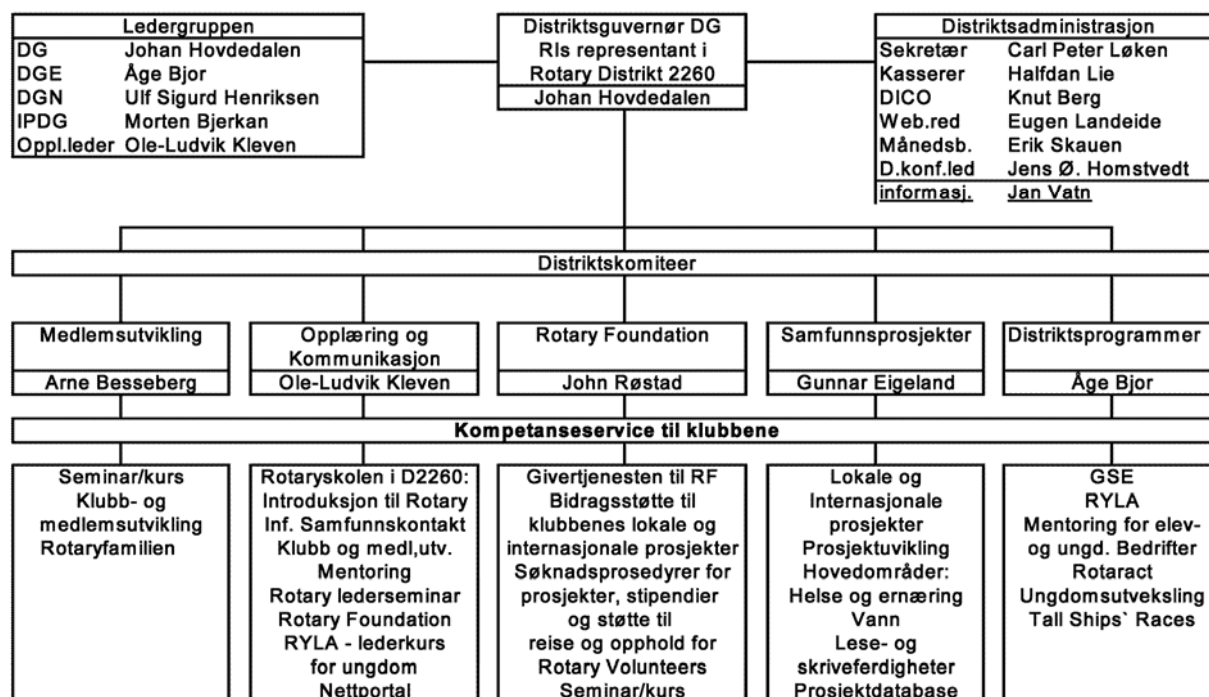 Ledergruppen
DG Johan Hovdedalen
DGE Åge Bjor
DGN Ulf Sigurd Henriksen
IPDG Morten Bjerkan
Oppl.leder Ole-Ludvik Kleven
Distriktsguvernør DG
RIs representant i
Rotary Distrikt 2260
Johan Hovdedalen
Distriktsadministrasjon
Sekretær Carl Peter Løken
Kasserer Halfdan Lie
DICO Knut Berg
Web.red Eugen Landeide
Månedsb. Erik Skauen
D.konf.led Jens Ø. Homstvedt
informasj. Jan Vatn
Distriktskomiteer
Medlemsutvikling
Arne Besseberg
Opplæring og
Kommunikasjon
Ole-Ludvik Kleven
Rotary Foundation
John Røstad
Samfunnsprosjekter
Gunnar Eigeland
Distriktsprogrammer
Åge Bjor
Kompetanseservice til klubbene
Seminar/kurs
Klubb- og
medlemsutvikling
Rotaryfamilien
Rotaryskolen i D2260:
Introduksjon til Rotary
Inf. Samfunnskontakt
Klubb og medl,utv.
Mentoring
Rotary lederseminar
Rotary Foundation
RYLA - lederkurs
for ungdom
Nettportal
Givertjenesten til RF
Bidragsstøtte til
klubbenes lokale og
internasjonale prosjekter
Søknadsprosedyrer for
prosjekter, stipendier
og støtte til
reise og opphold for
Rotary Volunteers
Seminar/kurs
Lokale og
Internasjonale
prosjekter
Prosjektuvikling
Hovedområder:
Helse og ernæring
Vann
Lese- og
skriveferdigheter
Prosjektdatabase
GSE
RYLA
Mentoring for elev-
og ungd. Bedrifter
Rotaract
Ungdomsutveksling
Tall Ships` Races